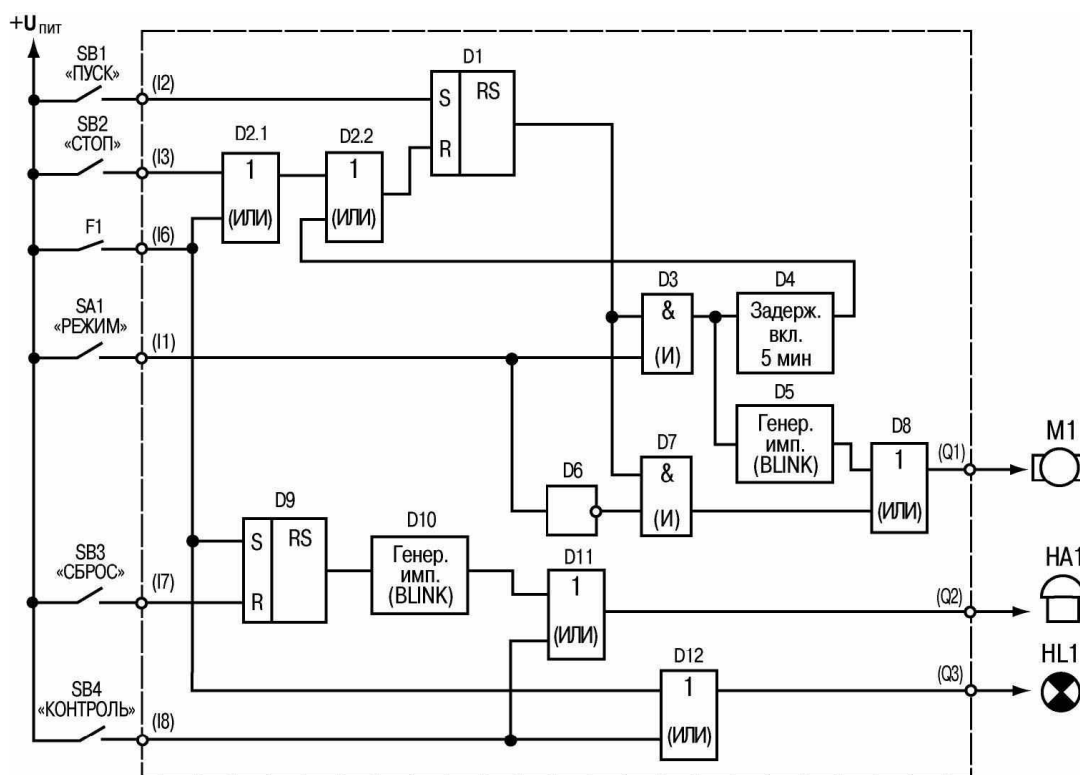 +Uпит
SB1
«ПУСК»
(I2)
D1
S
RS
R
SB2
«СТОП»
(I3)
D2.1
1
(ИЛИ)
D2.2
1
(ИЛИ)
F1
(I6)
SA1
«РЕЖИМ»
(I1)
D3
&
(И)
D4
Задерж.
вкл.
5 мин
D5
Генер.
имп.
(BLINK)
D6
D7
&
(И)
D8
1
(ИЛИ)
(Q1)
M1
D9
S
RS
R
SB3
«СБРОС»
(I7)
D10
Генер.
имп.
(BLINK)
D11
1
(ИЛИ)
(Q2)
HA1
D12
1
(ИЛИ)
(Q3)
HL1
SB4
«КОНТРОЛЬ»
(I8)